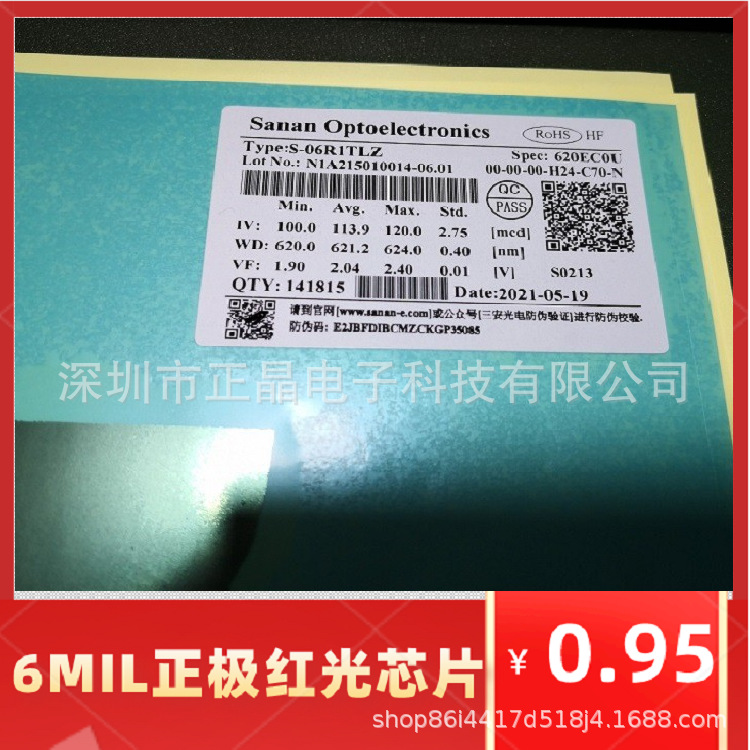 Sanan Optoelectronics RoHS HF
Type:S-06R1TLZ Spec: 620EC0U
Lot No.: N1A215010014-06.01 00-00-00-H24-C70-N
QC
PASS
Min. Avg. Max. Std.
IV: 100.0 113.9 120.0 2.75 [mcd]
WD: 620.0 621.2 624.0 0.40 [nm]
VF: 1.90 2.04 2.40 0.01 [V] S0213
QTY: 141815 Date:2021-05-19
请到官网[www.sanan-e.com]或公众号[三安光电防伪验证]进行防伪校验.
防伪码: E2JBFDIBCMZCKGP35085
深圳市正晶电子科技有限公司
6MIL正极红光芯片
¥ 0.95
shop86i4417d518j4.1688.com